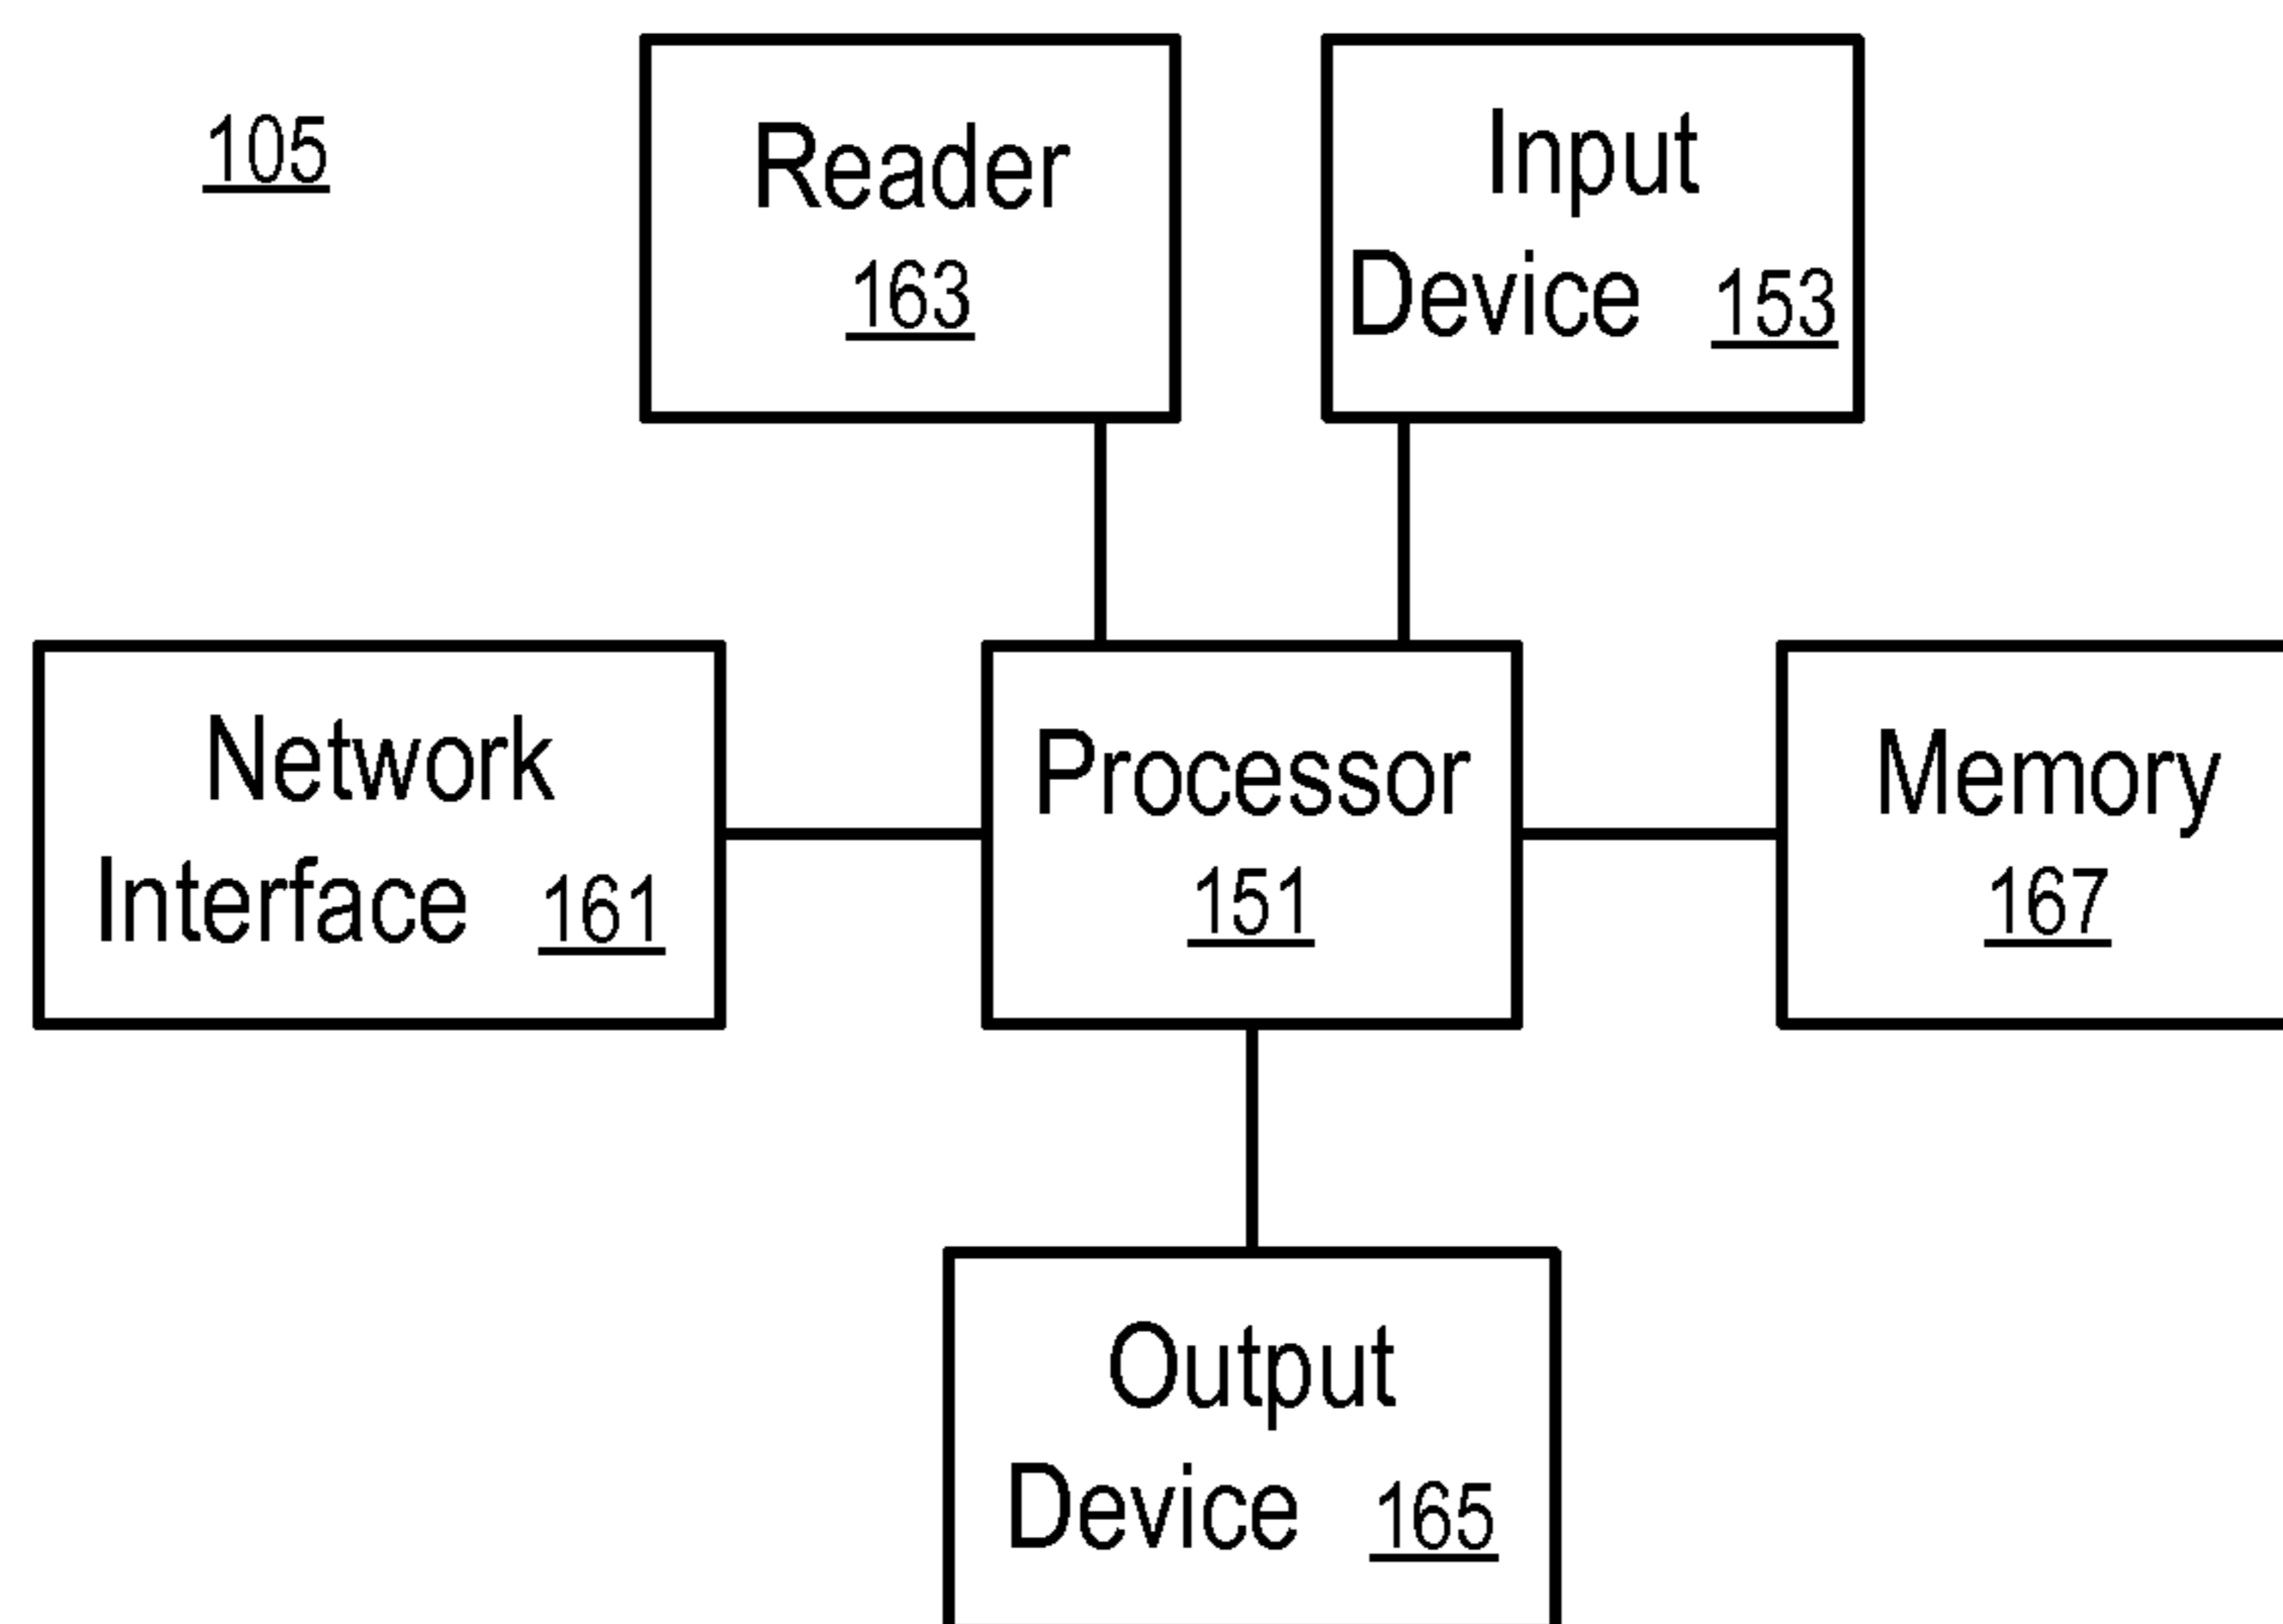 105
Reader
163
Input
Device 153
Network
Interface 161
Processor
151
Memory
167
Output
Device 165